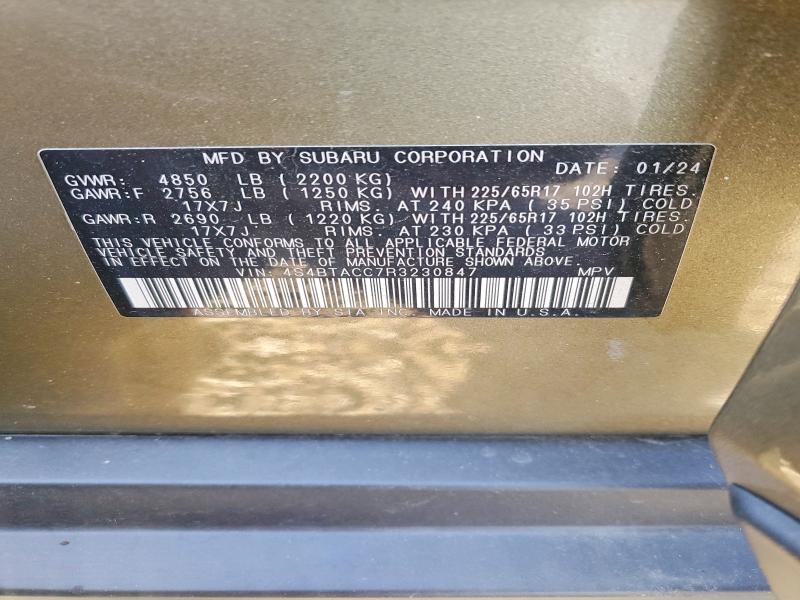 MFD BY SUBARU CORPORATION DATE: 01/24
GVWR: 4850 LB (2200 KG)
GAWR:F 2756 LB (1250 KG) WITH 225/65R17 102H TIRES.
17X7J RIMS. AT 240 KPA (35 PSI) COLD
GAWR:R 2690 LB (1220 KG) WITH 225/65R17 102H TIRES.
17X7J RIMS. AT 230 KPA (33 PSI) COLD
THIS VEHICLE CONFORMS TO ALL APPLICABLE FEDERAL MOTOR
VEHICLE SAFETY AND THEFT PREVENTION STANDARDS
IN EFFECT ON THE DATE OF MANUFACTURE SHOWN ABOVE.
VIN: 4S4BTACC7R3230847 MPV
ASSEMBLED BY SIA INC. MADE IN U.S.A.